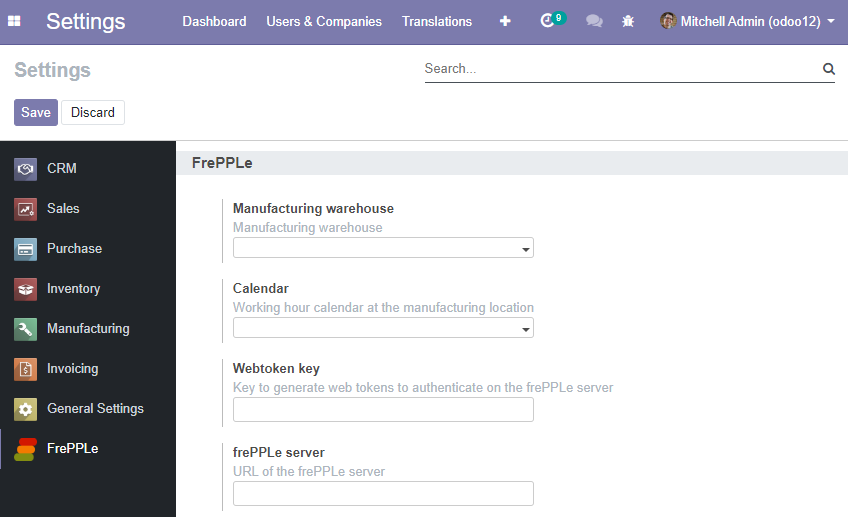 Settings Dashboard Users & Companies Translations 9 Mitchell Admin (odoo12)
Settings
Search...
Save Discard
CRM
Sales
Purchase
Inventory
Manufacturing
Invoicing
General Settings
FrePPLe
FrePPLe
Manufacturing warehouse
Manufacturing warehouse
Calendar
Working hour calendar at the manufacturing location
Webtoken key
Key to generate web tokens to authenticate on the frePPLe server
frePPLe server
URL of the frePPLe server